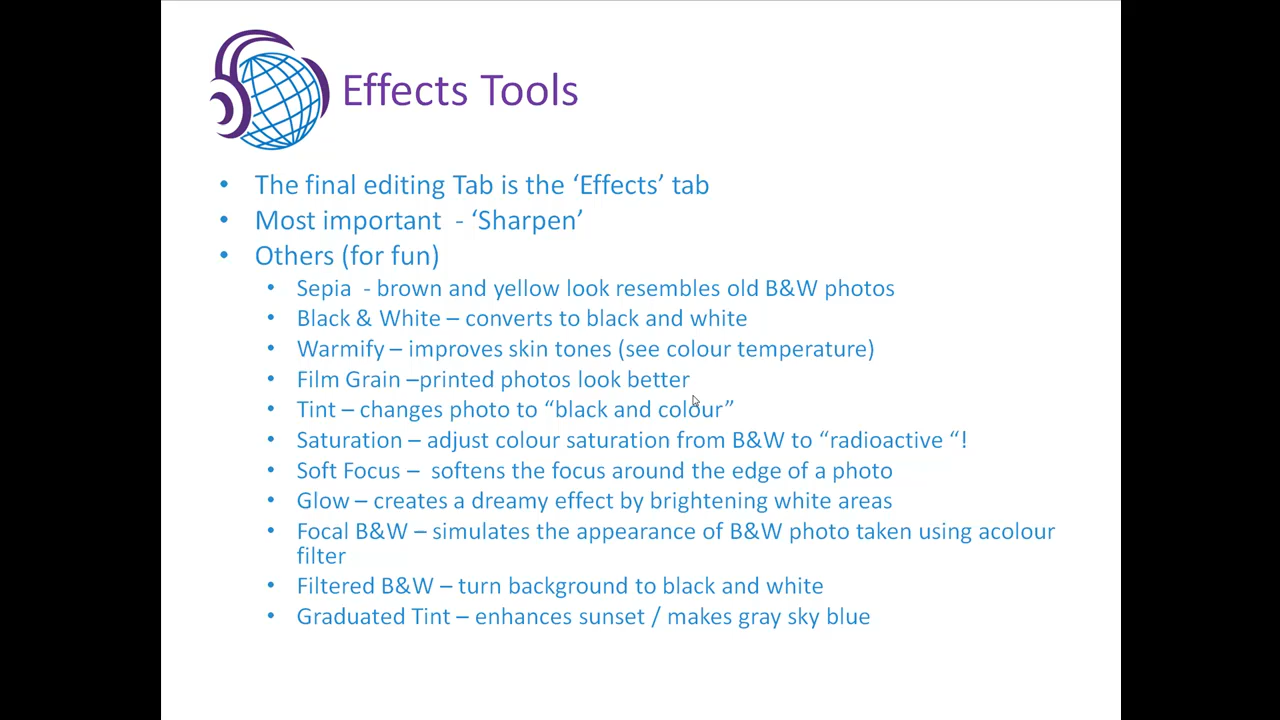 Effects Tools
• The final editing Tab is the ‘Effects’ tab
• Most important  - ‘Sharpen’
• Others (for fun)
• Sepia  - brown and yellow look resembles old B&W photos
• Black & White – converts to black and white
• Warmify – improves skin tones (see colour temperature)
• Film Grain –printed photos look better
• Tint – changes photo to “black and colour”
• Saturation – adjust colour saturation from B&W to “radioactive “!
• Soft Focus –  softens the focus around the edge of a photo
• Glow – creates a dreamy effect by brightening white areas
• Focal B&W – simulates the appearance of B&W photo taken using acolour
filter
• Filtered B&W – turn background to black and white
• Graduated Tint – enhances sunset / makes gray sky blue